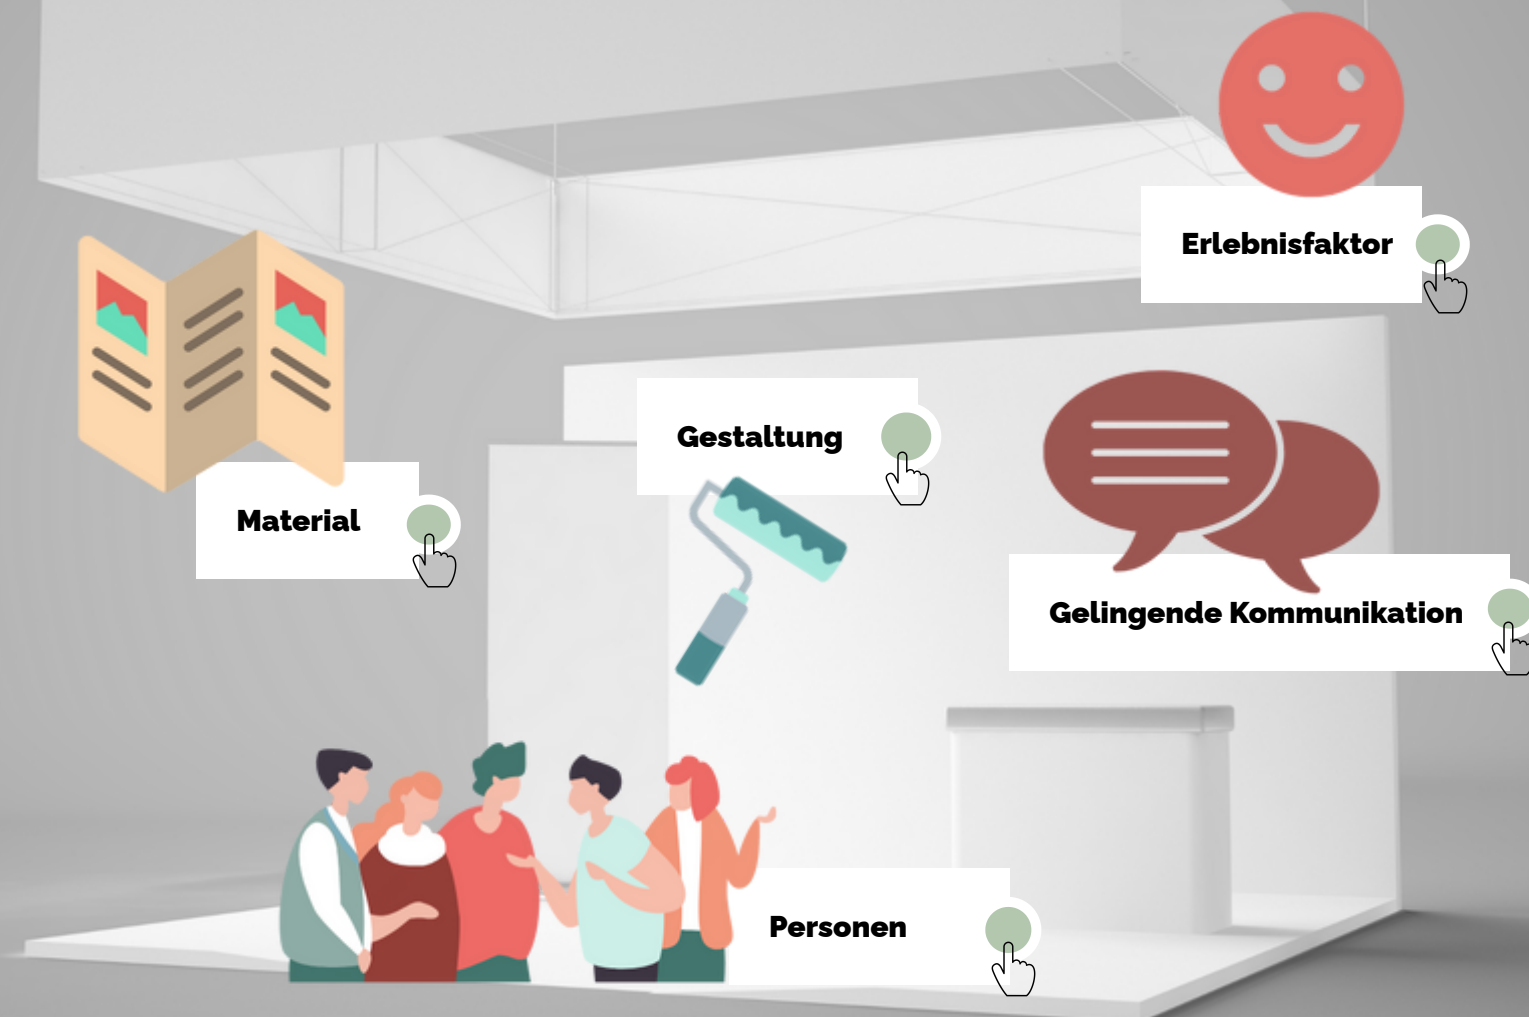 Erlebnisfaktor
Gestaltung
Material
Gelingende Kommunikation
Personen